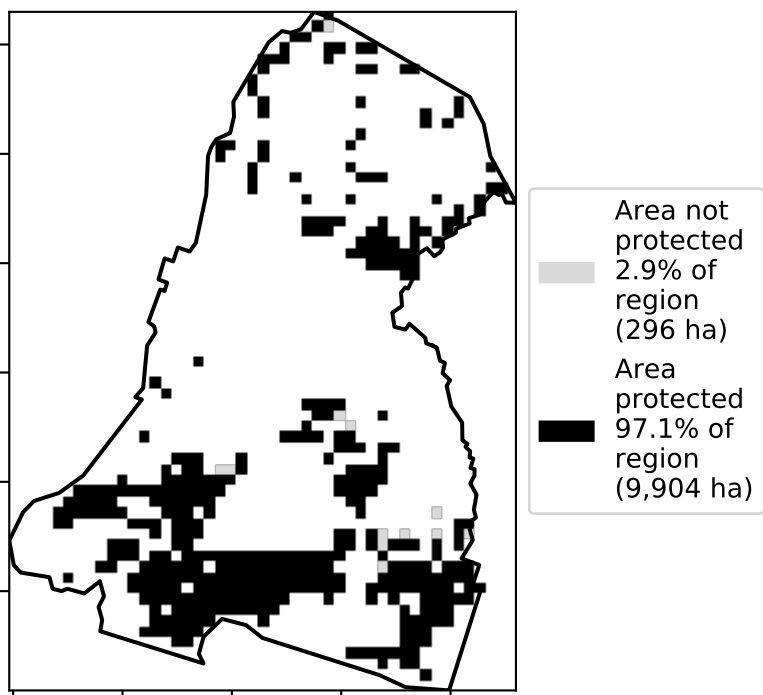 Area not
protected
2.9% of
region
(296 ha)
Area
protected
97.1% of
region
(9,904 ha)